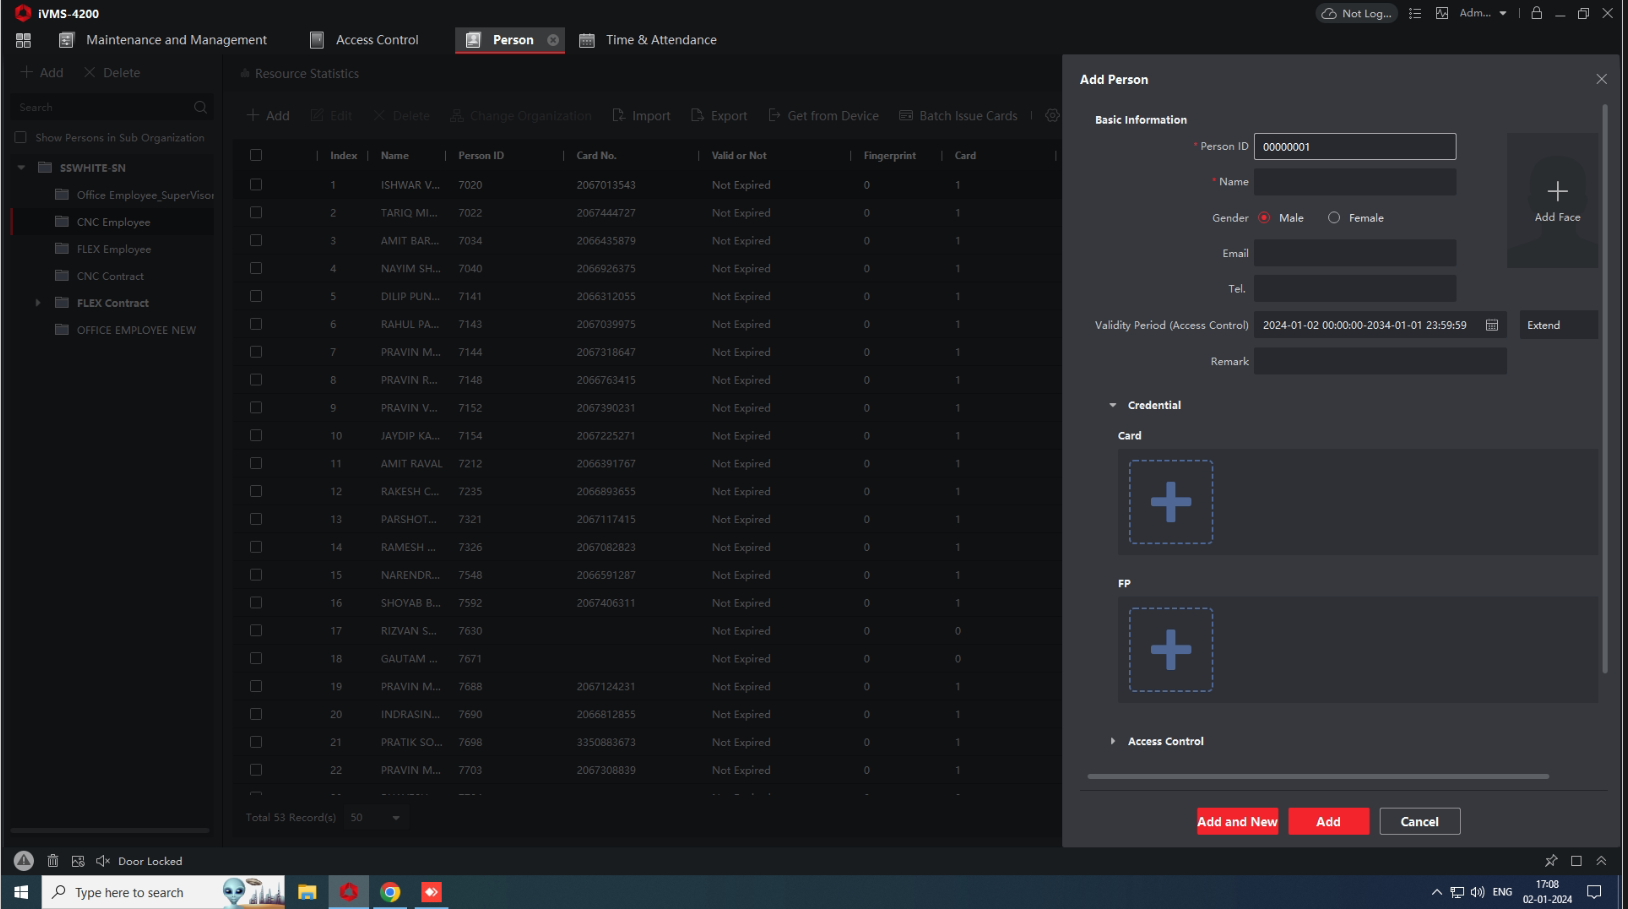 iVMS-4200
Not Log...
Adm...
Maintenance and Management
Access Control
Person
Time & Attendance
Add
Delete
Search
Show Persons in Sub Organization
SSWHITE-SN
Office Employee_SuperVisor
CNC Employee
FLEX Employee
CNC Contract
FLEX Contract
OFFICE EMPLOYEE NEW
Resource Statistics
Add Edit Delete Change Organization Import Export Get from Device Batch Issue Cards
Index Name Person ID Card No. Valid or Not Fingerprint Card
1 ISHWAR V... 7020 2067013543 Not Expired 0 1
2 TARIQ MI... 7022 2067444727 Not Expired 0 1
3 AMIT BAR... 7034 2066435879 Not Expired 0 1
4 NAYIM SH... 7040 2066926375 Not Expired 0 1
5 DILIP PUN... 7141 2066312055 Not Expired 0 1
6 RAHUL PA... 7143 2067039975 Not Expired 0 1
7 PRAVIN M... 7144 2067318647 Not Expired 0 1
8 PRAVIN R... 7148 2066763415 Not Expired 0 1
9 PRAVIN V... 7152 2067390231 Not Expired 0 1
10 JAYDIP KA... 7154 2067225271 Not Expired 0 1
11 AMIT RAVAL 7212 2066391767 Not Expired 0 1
12 RAKESH C... 7235 2066893655 Not Expired 0 1
13 PARSHOT... 7321 2067117415 Not Expired 0 1
14 RAMESH ... 7326 2067082823 Not Expired 0 1
15 NARENDR... 7548 2066591287 Not Expired 0 1
16 SHOYAB B... 7592 2067406311 Not Expired 0 1
17 RIZVAN S... 7630 Not Expired 0 0
18 GAUTAM ... 7671 Not Expired 0 0
19 PRAVIN M... 7688 2067124231 Not Expired 0 1
20 INDRASIN... 7690 2066812855 Not Expired 0 1
21 PRATIK SO... 7698 3350883673 Not Expired 0 1
22 PRAVIN M... 7703 2067308839 Not Expired 0 1
Total 53 Record(s) 50
Add Person
Basic Information
* Person ID 00000001
* Name
Gender Male Female
Add Face
Email
Tel.
Validity Period (Access Control) 2024-01-02 00:00:00-2034-01-01 23:59:59 Extend
Remark
Credential
Card
FP
Access Control
Add and New Add Cancel
Door Locked
Type here to search
ENG
17:08
02-01-2024